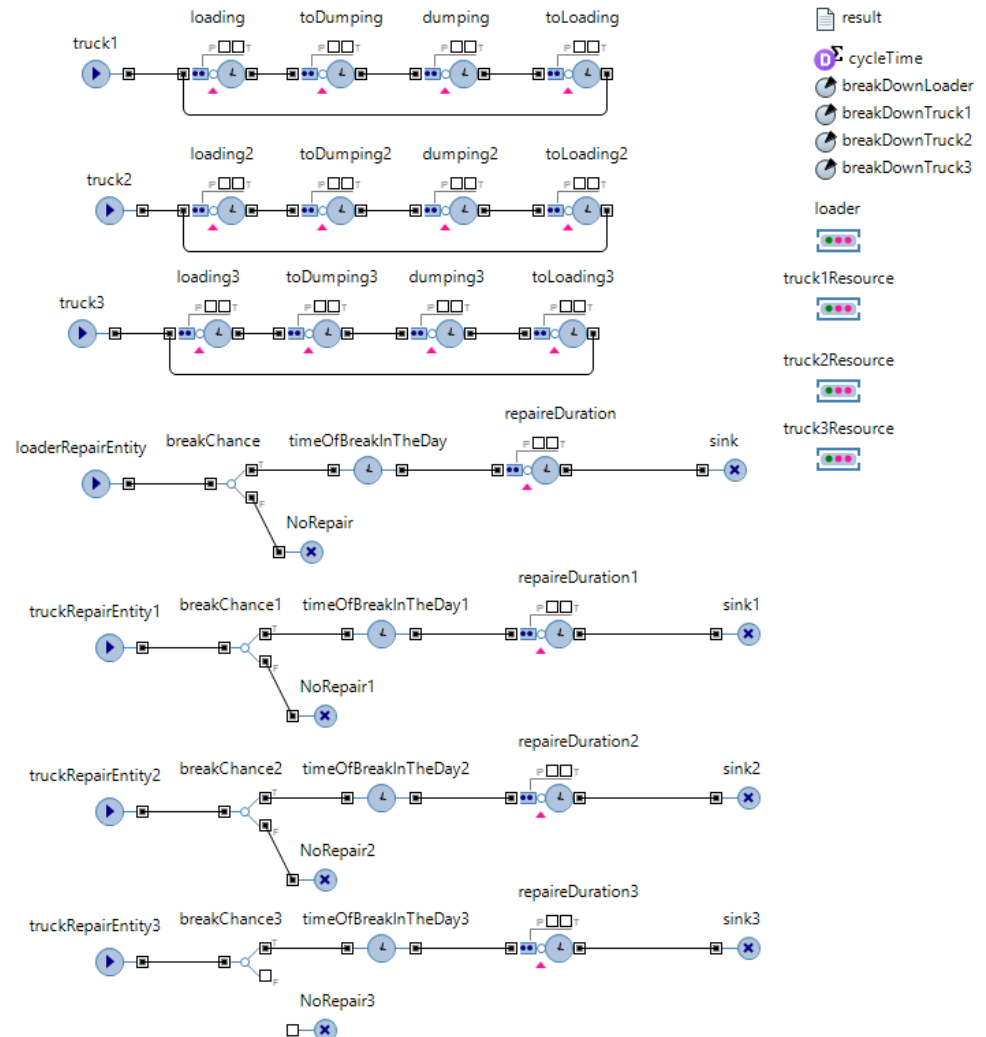 loading toDumping dumping toLoading
truck1
P T P T P T P T
loading2 toDumping2 dumping2 toLoading2
truck2
P T P T P T P T
loading3 toDumping3 dumping3 toLoading3
truck3
P T P T P T P T
repaireDuration
loaderRepairEntity breakChance timeOfBreakInTheDay sink
P T
T
F
NoRepair
repaireDuration1
truckRepairEntity1 breakChance1 timeOfBreakInTheDay1 sink1
P T
T
F
NoRepair1
repaireDuration2
truckRepairEntity2 breakChance2 timeOfBreakInTheDay2 sink2
P T
T
F
NoRepair2
repaireDuration3
truckRepairEntity3 breakChance3 timeOfBreakInTheDay3 sink3
P T
T
F
NoRepair3
result
D Σ cycleTime
breakDownLoader
breakDownTruck1
breakDownTruck2
breakDownTruck3
loader
truck1Resource
truck2Resource
truck3Resource